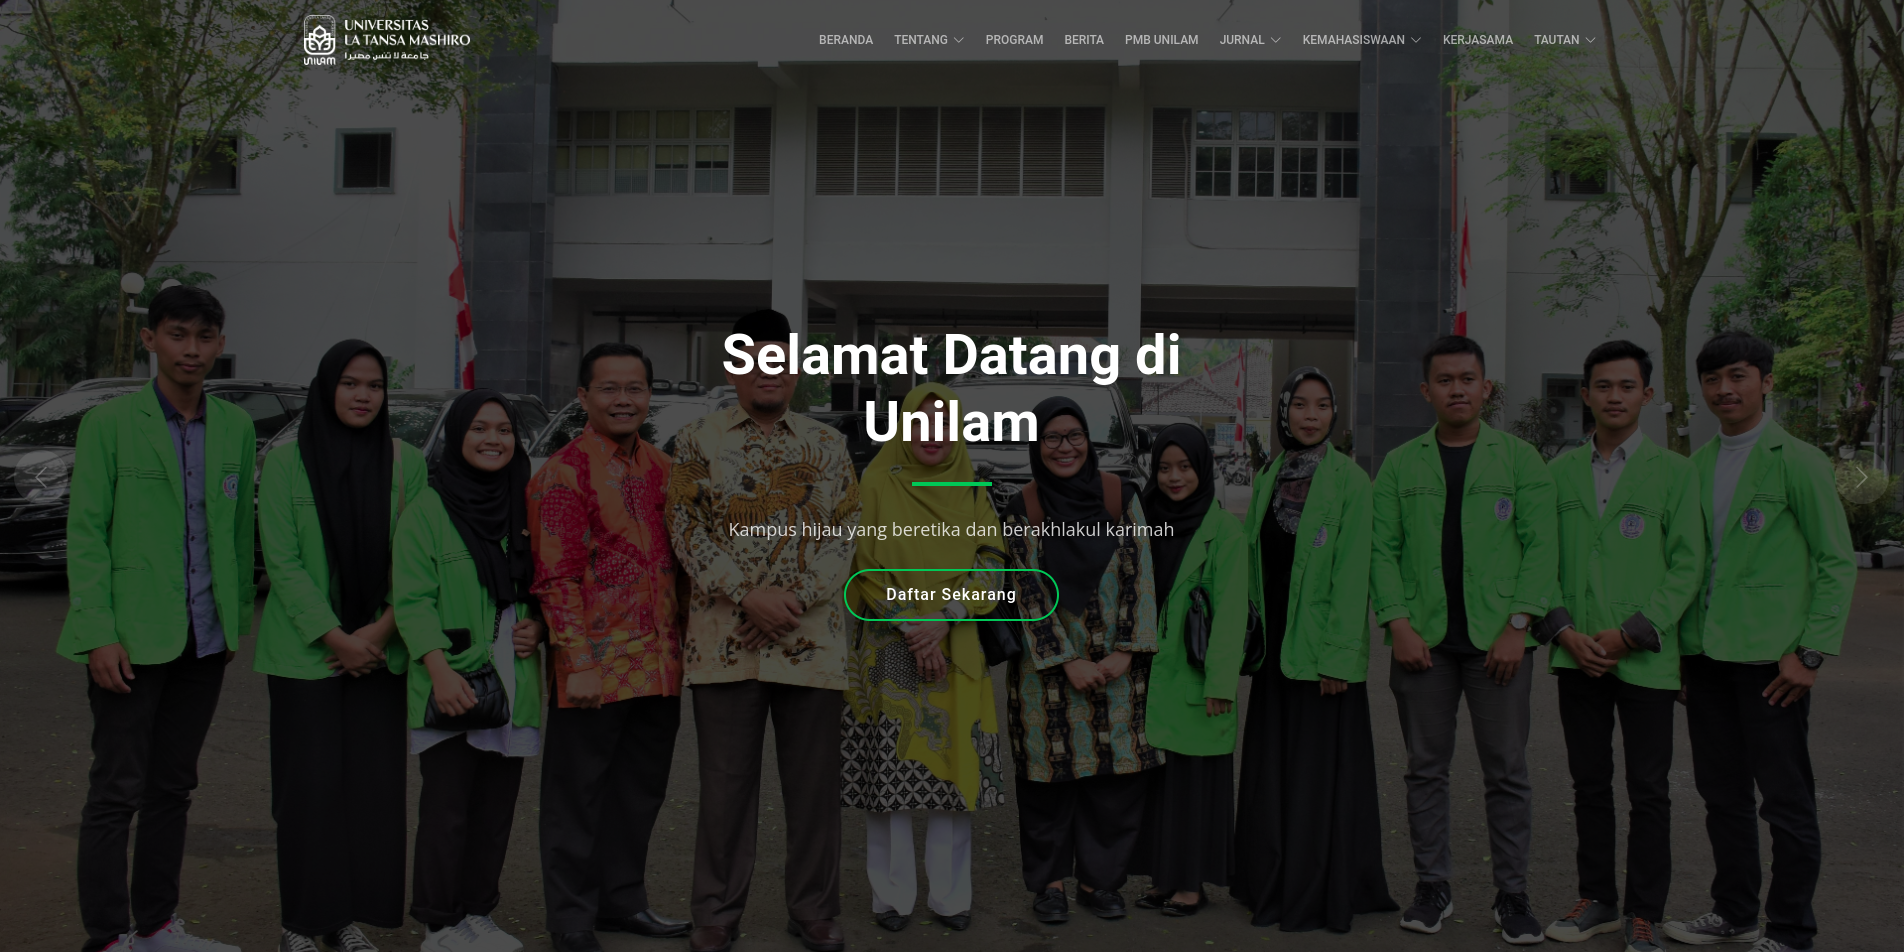 UNIVERSITAS
LA TANSA MASHIRO
جامعة لا تنس مصيرا
unilam
BERANDA TENTANG PROGRAM BERITA PMB UNILAM JURNAL KEMAHASISWAAN KERJASAMA TAUTAN
Selamat Datang di
Unilam
Kampus hijau yang beretika dan berakhlakul karimah
Daftar Sekarang